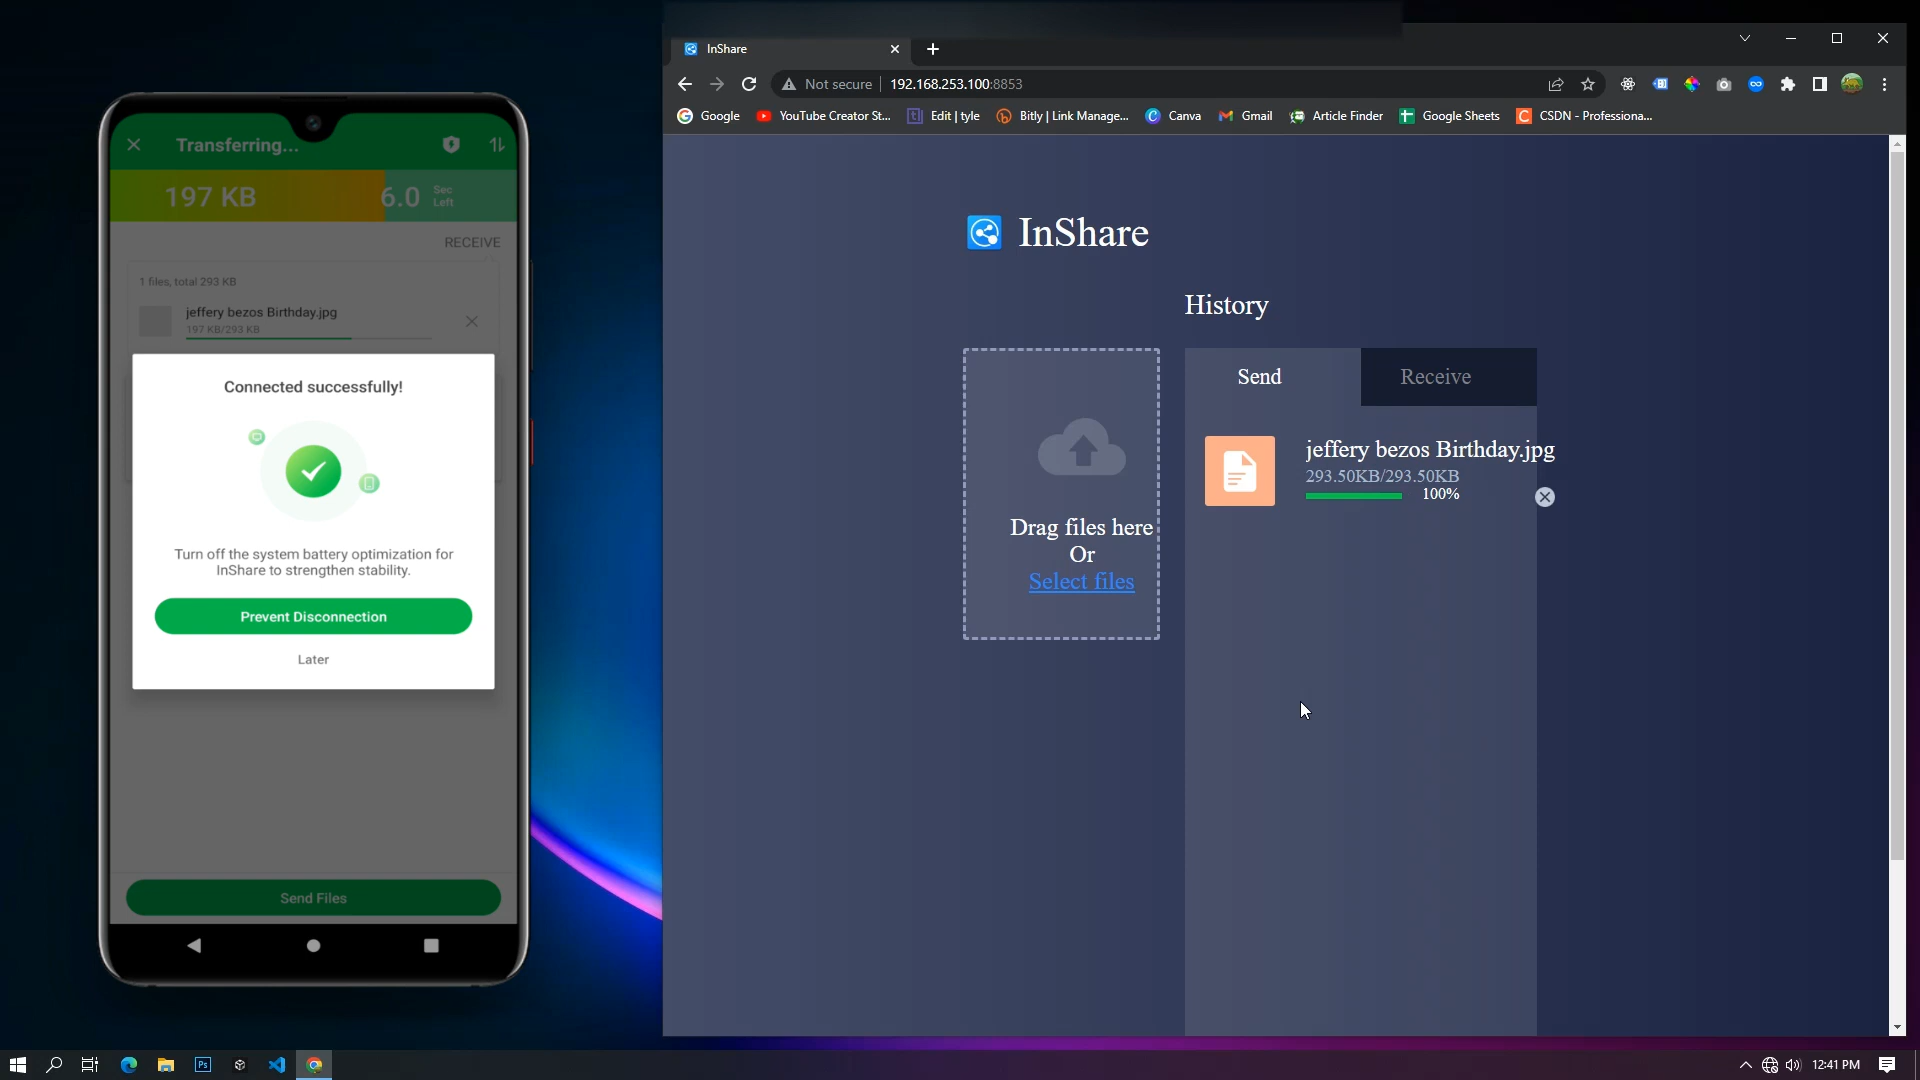 Transferring...
197 KB
6.0 Sec Left
RECEIVE
1 files, total 293 KB
jeffery bezos Birthday.jpg
197 KB/293 KB
Connected successfully!
Turn off the system battery optimization for
InShare to strengthen stability.
Prevent Disconnection
Later
Send Files
InShare
Not secure
192.168.253.100:8853
Google
YouTube Creator St...
Edit | tyle
Bitly | Link Manage...
Canva
Gmail
Article Finder
Google Sheets
CSDN - Professiona...
InShare
History
Drag files here
Or
Select files
Send
Receive
jeffery bezos Birthday.jpg
293.50KB/293.50KB
100%
Ps
12:41 PM